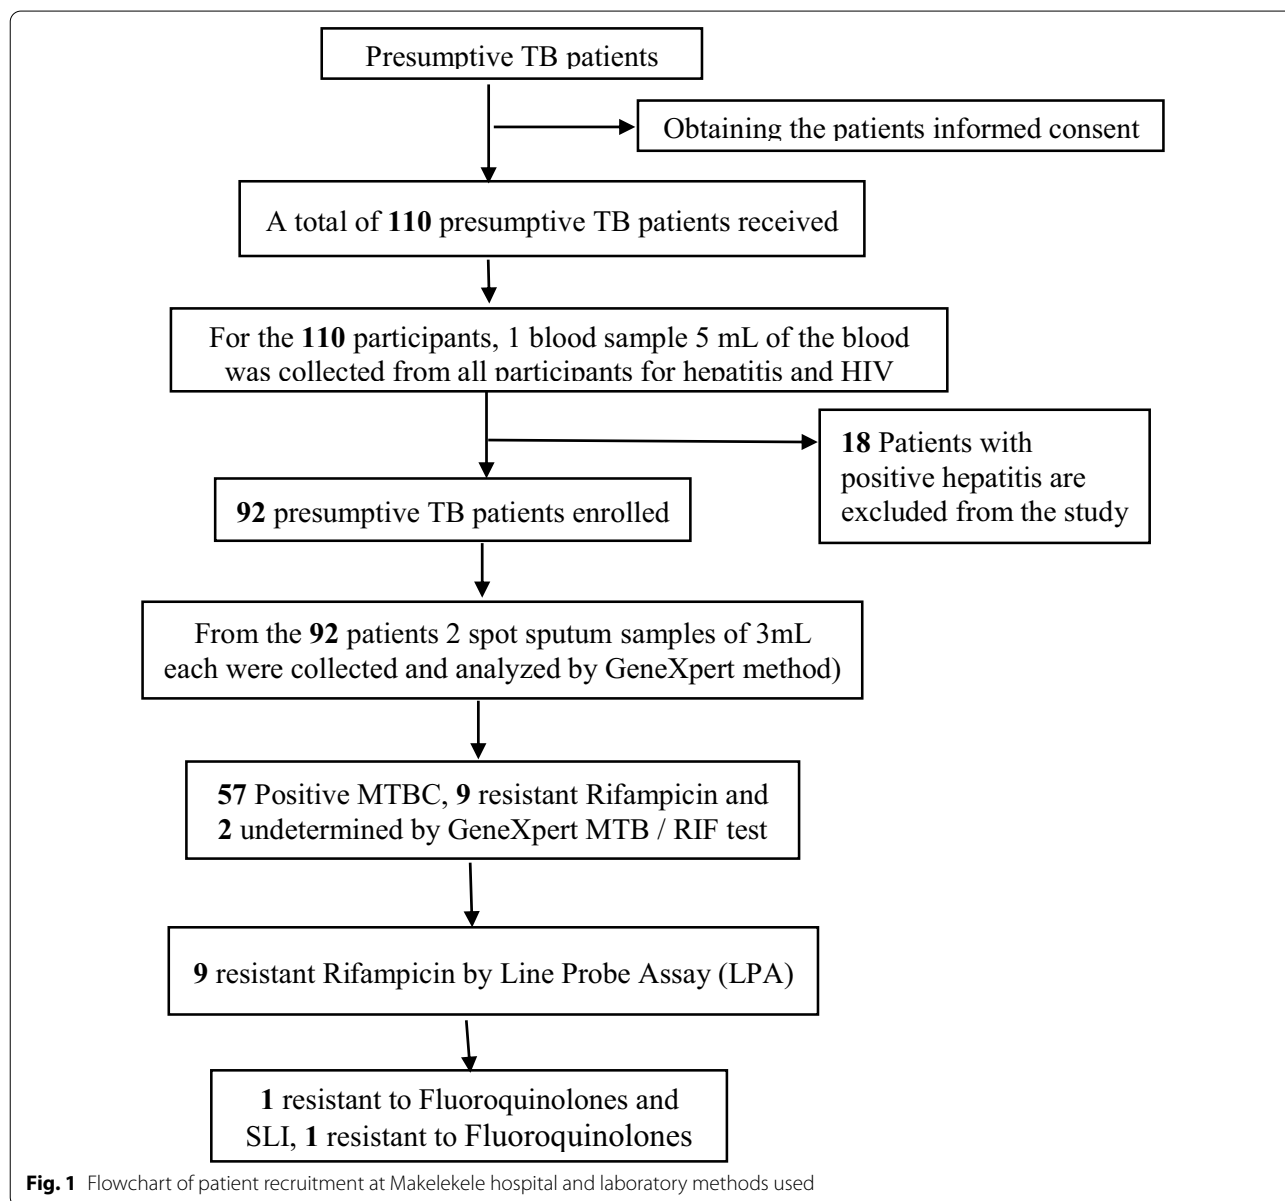 Presumptive TB patients
Obtaining the patients informed consent
A total of 110 presumptive TB patients received
For the 110 participants, 1 blood sample 5 mL of the blood
was collected from all participants for hepatitis and HIV
18 Patients with
positive hepatitis are
excluded from the study
92 presumptive TB patients enrolled
From the 92 patients 2 spot sputum samples of 3mL
each were collected and analyzed by GeneXpert method)
57 Positive MTBC, 9 resistant Rifampicin and
2 undetermined by GeneXpert MTB / RIF test
9 resistant Rifampicin by Line Probe Assay (LPA)
1 resistant to Fluoroquinolones and
SLI, 1 resistant to Fluoroquinolones
Fig. 1 Flowchart of patient recruitment at Makelekele hospital and laboratory methods used